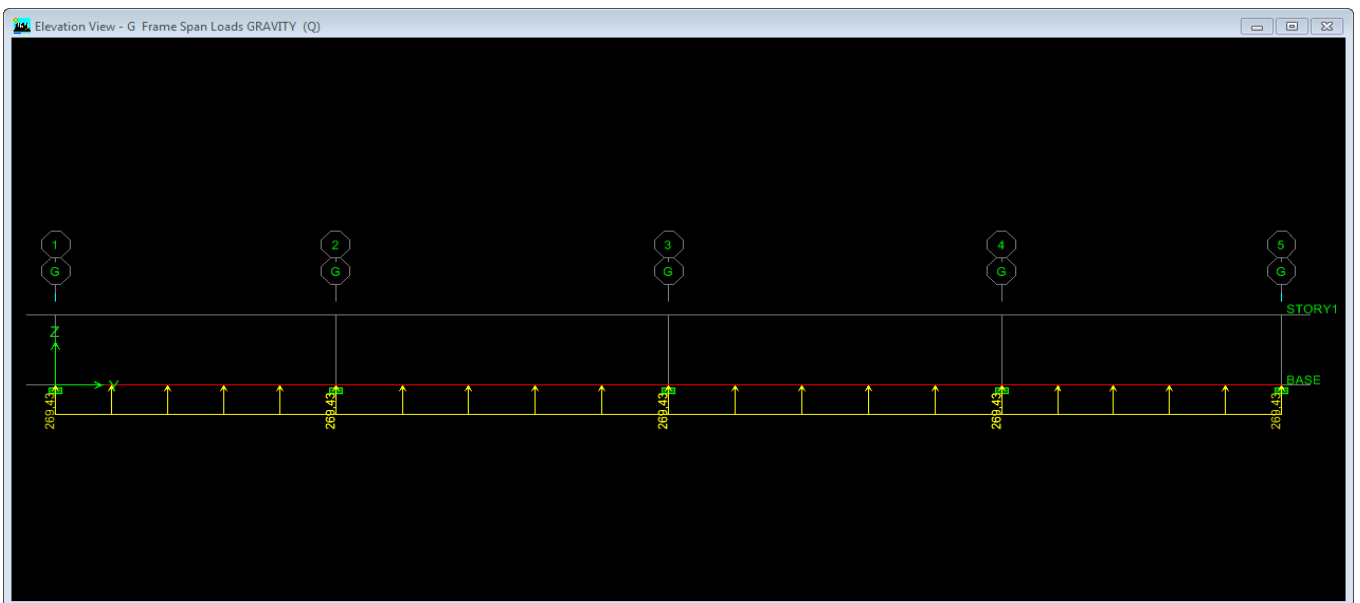 Elevation View - G Frame Span Loads GRAVITY (Q)
1 2 3 4 5
G G G G G
STORY1
Z
Y
BASE
269.43 269.43 269.43 269.43 269.43